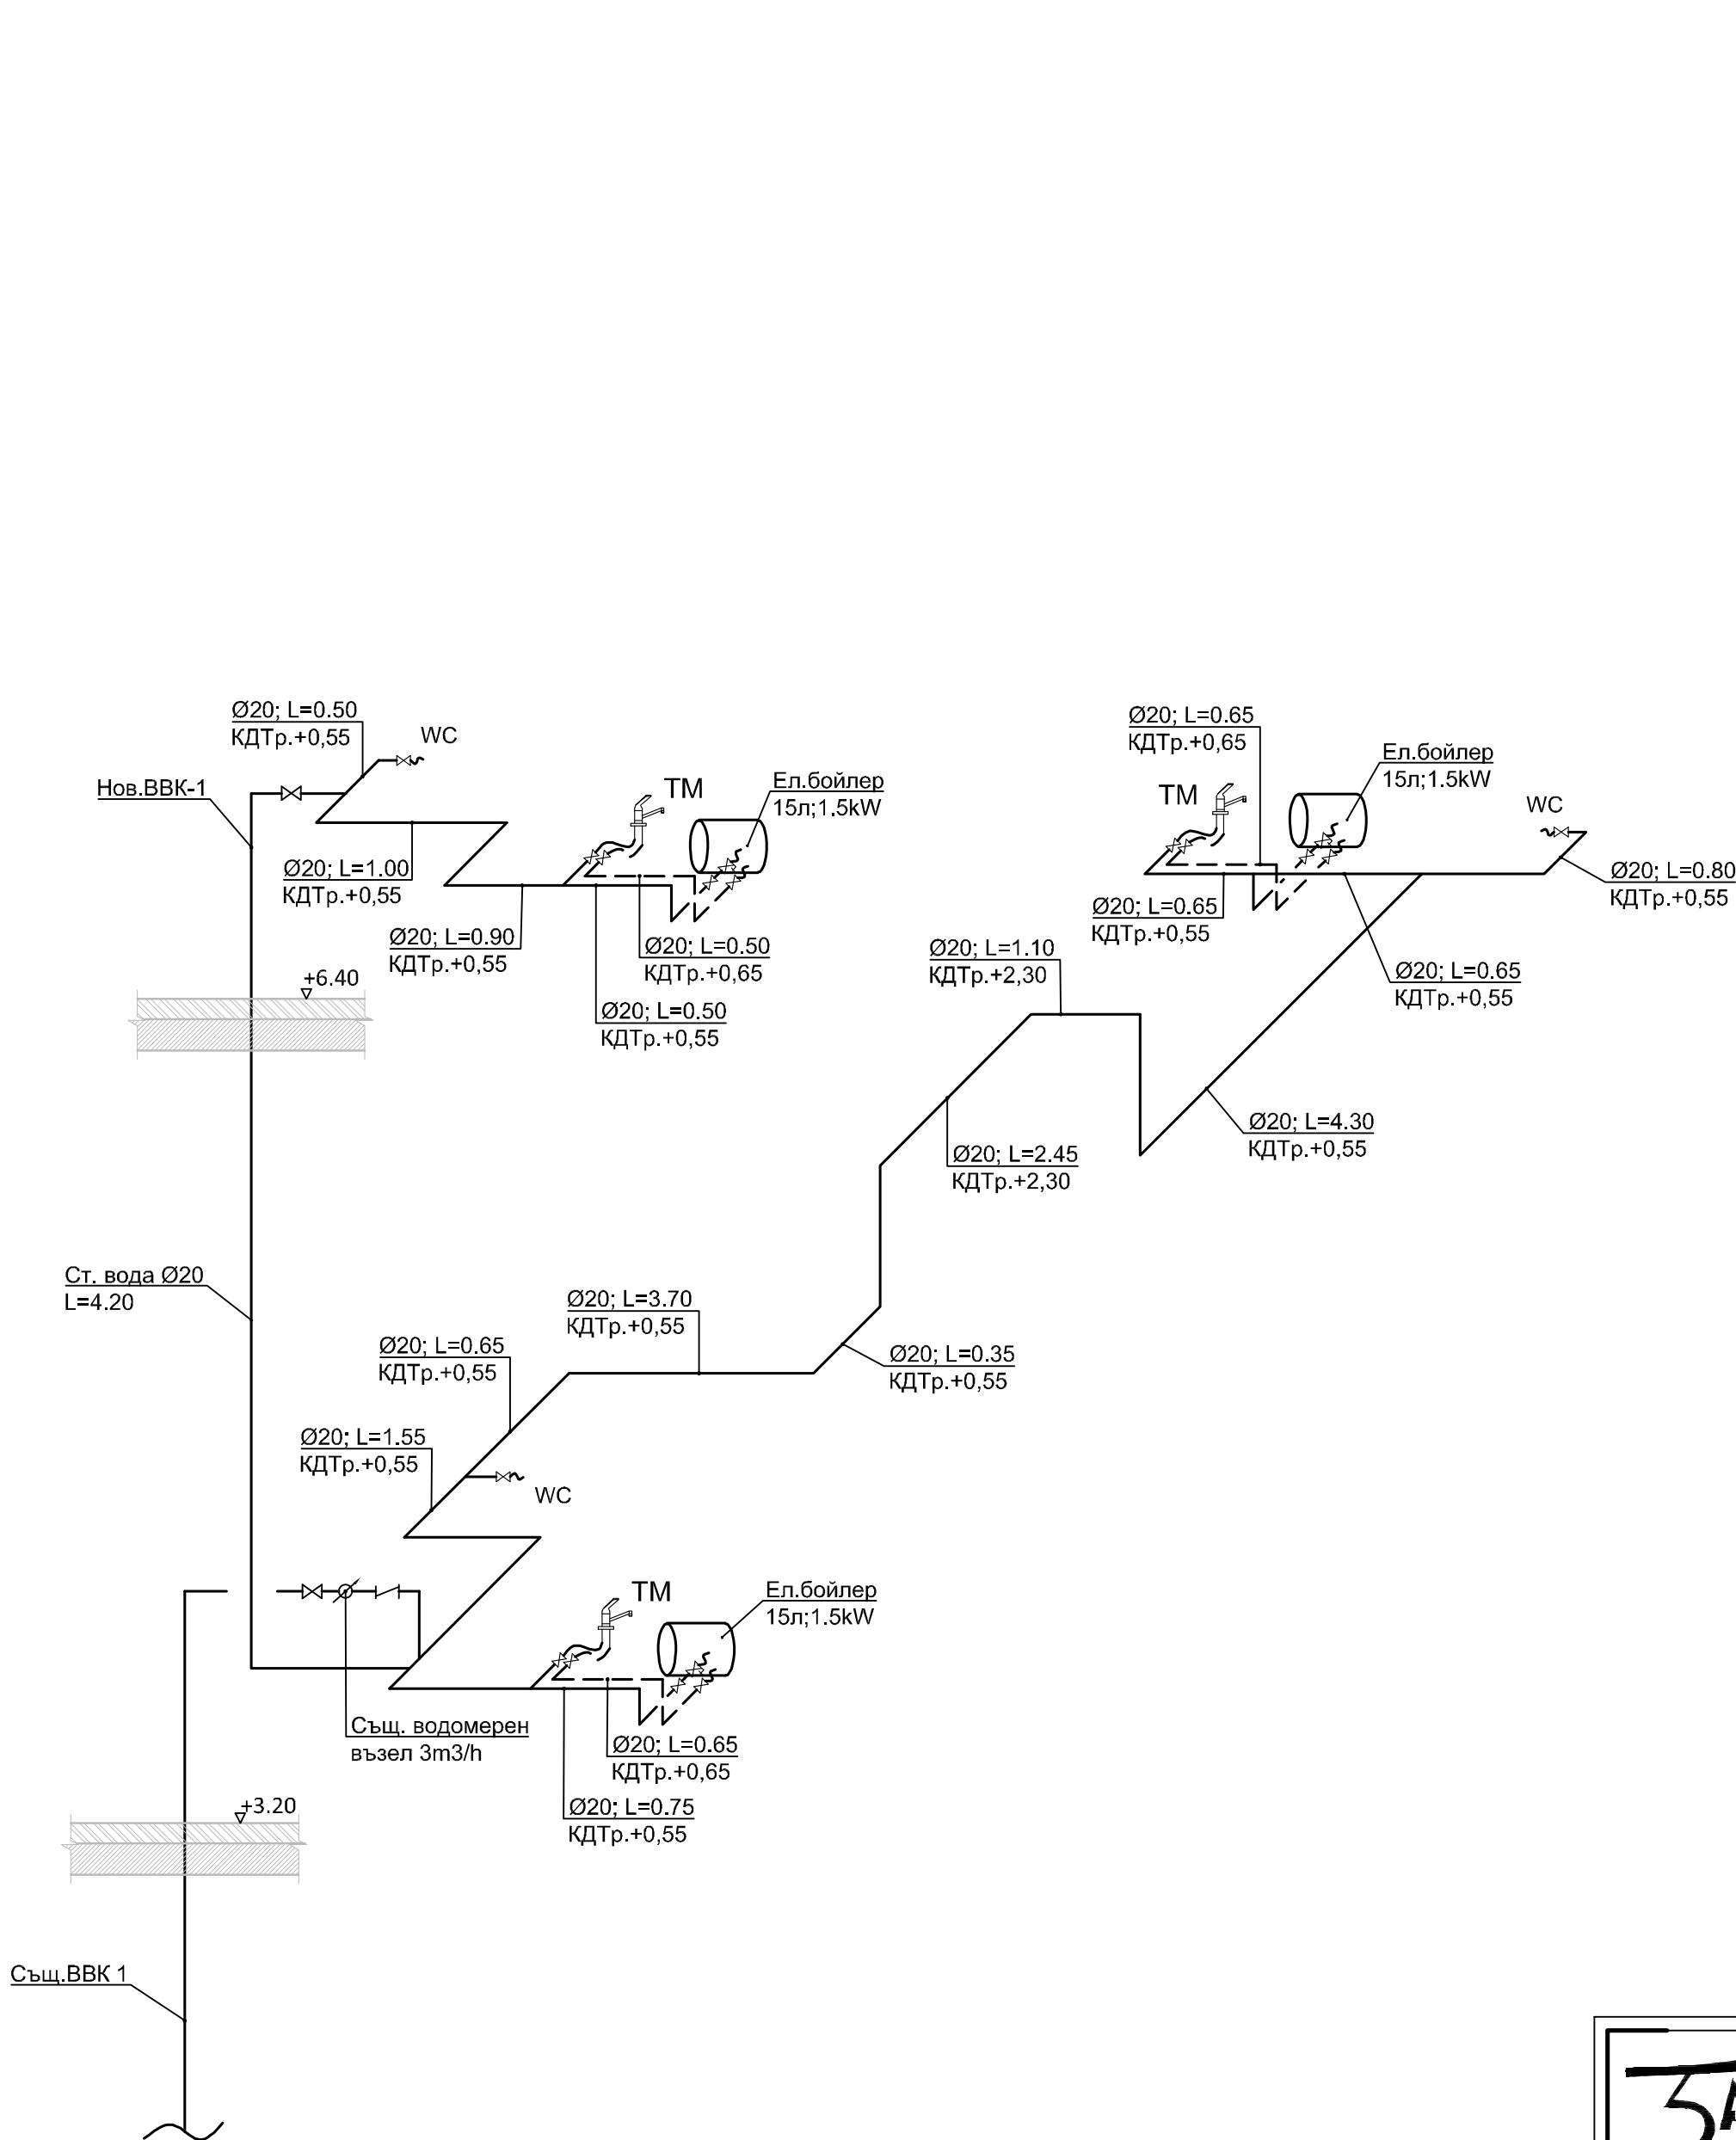 Ø20; L=0.50
КДТр.+0,55
WC
Нов.ВВК-1
ТМ
Ел.бойлер
15л;1.5kW
Ø20; L=1.00
КДТр.+0,55
Ø20; L=0.90
КДТр.+0,55
Ø20; L=0.50
КДТр.+0,65
Ø20; L=0.50
КДТр.+0,55
+6.40
Ø20; L=0.65
КДТр.+0,65
ТМ
Ел.бойлер
15л;1.5kW
WC
Ø20; L=0.80
КДТр.+0,55
Ø20; L=0.65
КДТр.+0,55
Ø20; L=1.10
КДТр.+2,30
Ø20; L=0.65
КДТр.+0,55
Ø20; L=4.30
КДТр.+0,55
Ø20; L=2.45
КДТр.+2,30
Ст. вода Ø20
L=4.20
Ø20; L=3.70
КДТр.+0,55
Ø20; L=0.65
КДТр.+0,55
Ø20; L=0.35
КДТр.+0,55
Ø20; L=1.55
КДТр.+0,55
WC
ТМ
Ел.бойлер
15л;1.5kW
Същ. водомерен
възел 3m3/h
Ø20; L=0.65
КДТр.+0,65
Ø20; L=0.75
КДТр.+0,55
+3.20
Същ.ВВК 1